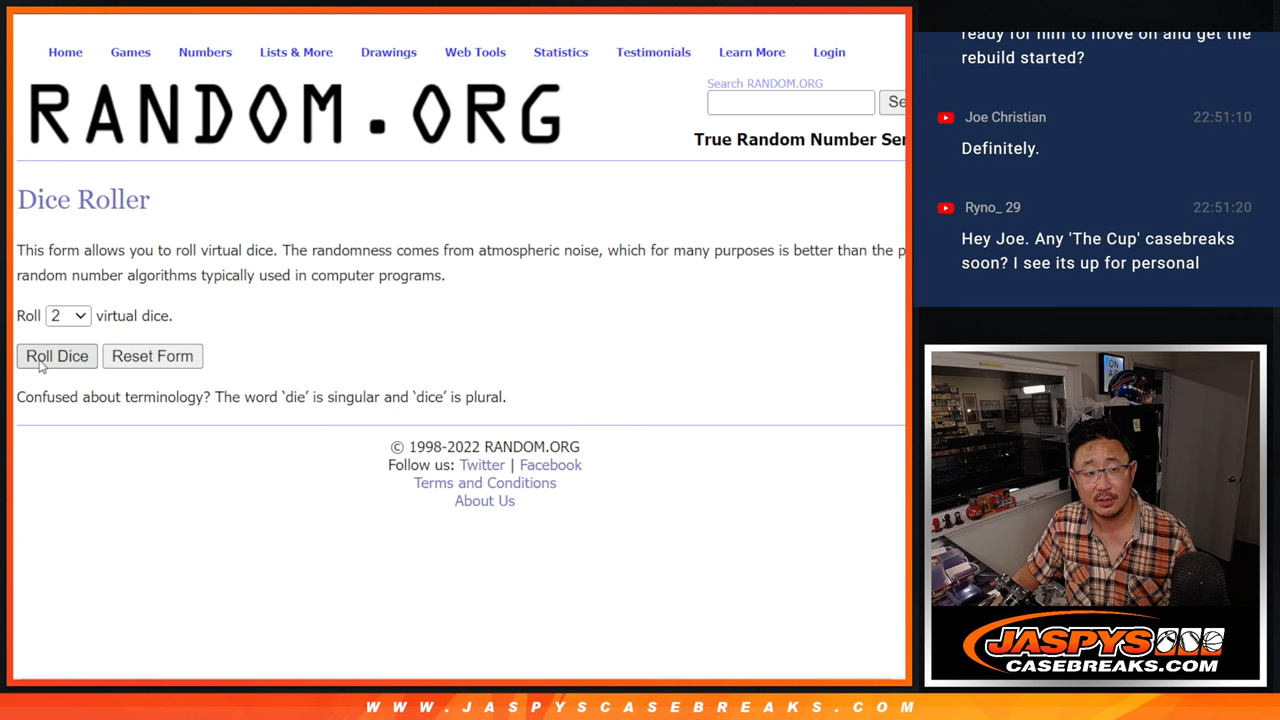 Home Games Numbers Lists & More Drawings Web Tools Statistics Testimonials Learn More Login
RANDOM.ORG
Search RANDOM.ORG
Se
True Random Number Ser
Dice Roller
This form allows you to roll virtual dice. The randomness comes from atmospheric noise, which for many purposes is better than the p
random number algorithms typically used in computer programs.
Roll 2 virtual dice.
Roll Dice Reset Form
Confused about terminology? The word ‘die’ is singular and ‘dice’ is plural.
© 1998-2022 RANDOM.ORG
Follow us: Twitter | Facebook
Terms and Conditions
About Us
ready for him to move on and get the
rebuild started?
Joe Christian 22:51:10
Definitely.
Ryno_ 29 22:51:20
Hey Joe. Any 'The Cup' casebreaks
soon? I see its up for personal
ON
AIR
JASPYS
CASEBREAKS.COM
WWW.JASPYSCASEBREAKS.COM